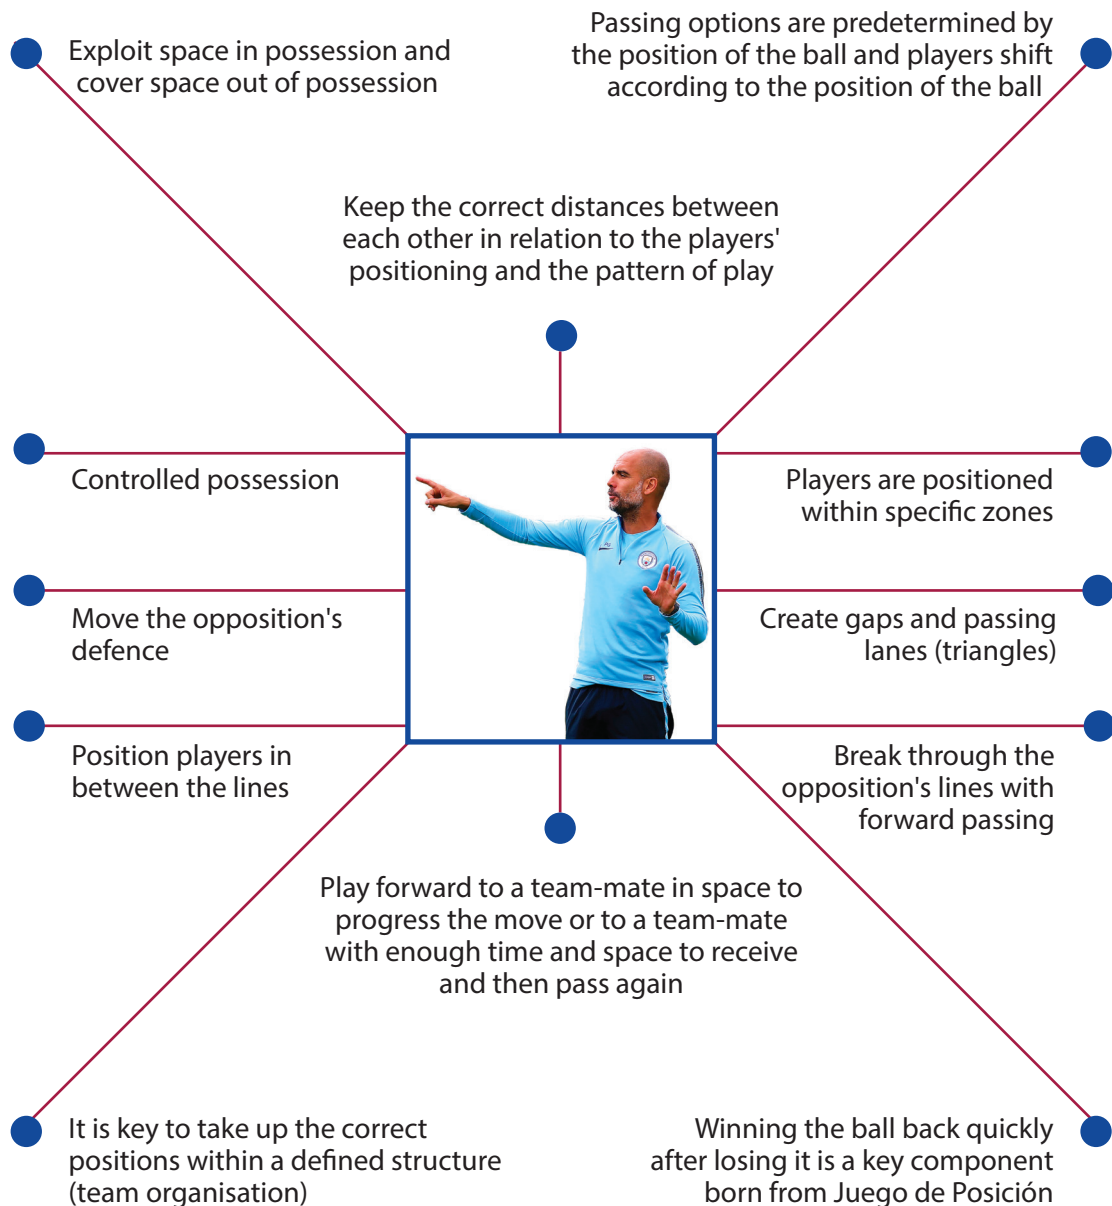 Exploit space in possession and
cover space out of possession
Passing options are predetermined by
the position of the ball and players shift
according to the position of the ball
Keep the correct distances between
each other in relation to the players'
positioning and the pattern of play
Controlled possession
Players are positioned
within specific zones
Move the opposition's
defence
Create gaps and passing
lanes (triangles)
Position players in
between the lines
Break through the
opposition's lines with
forward passing
Play forward to a team-mate in space to
progress the move or to a team-mate
with enough time and space to receive
and then pass again
It is key to take up the correct
positions within a defined structure
(team organisation)
Winning the ball back quickly
after losing it is a key component
born from Juego de Posición